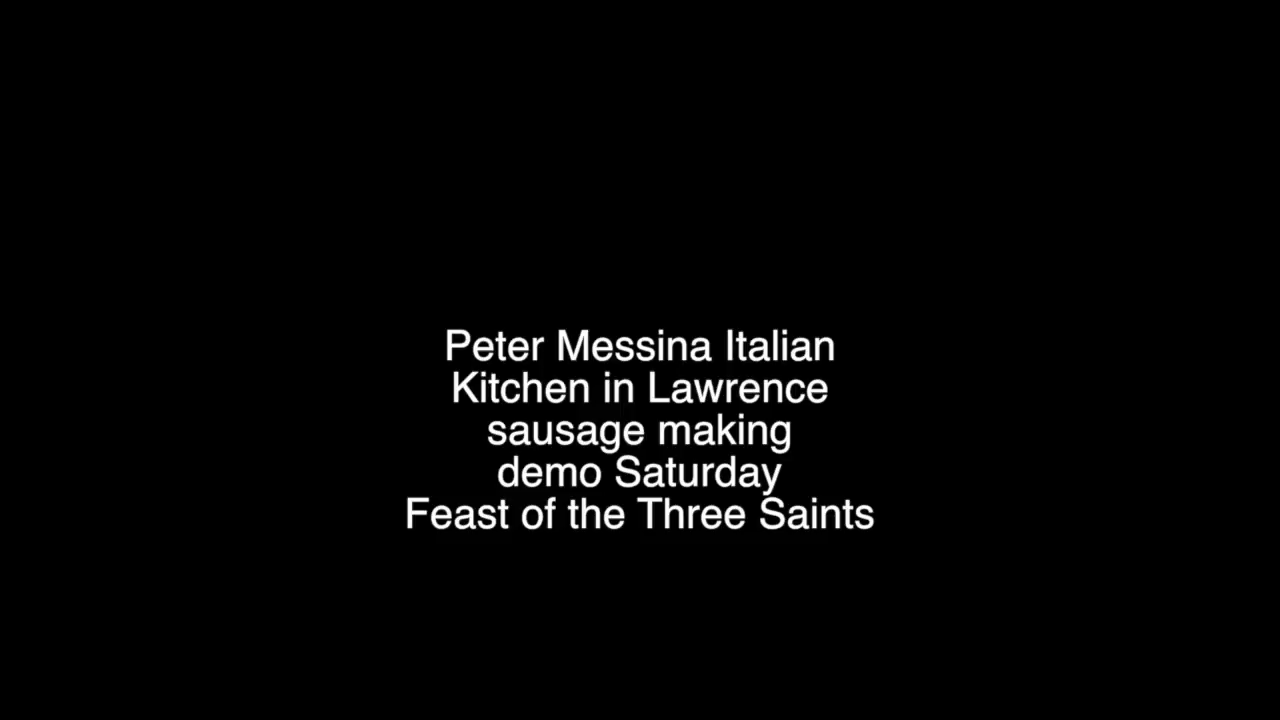 Peter Messina Italian
Kitchen in Lawrence
sausage making
demo Saturday
Feast of the Three Saints